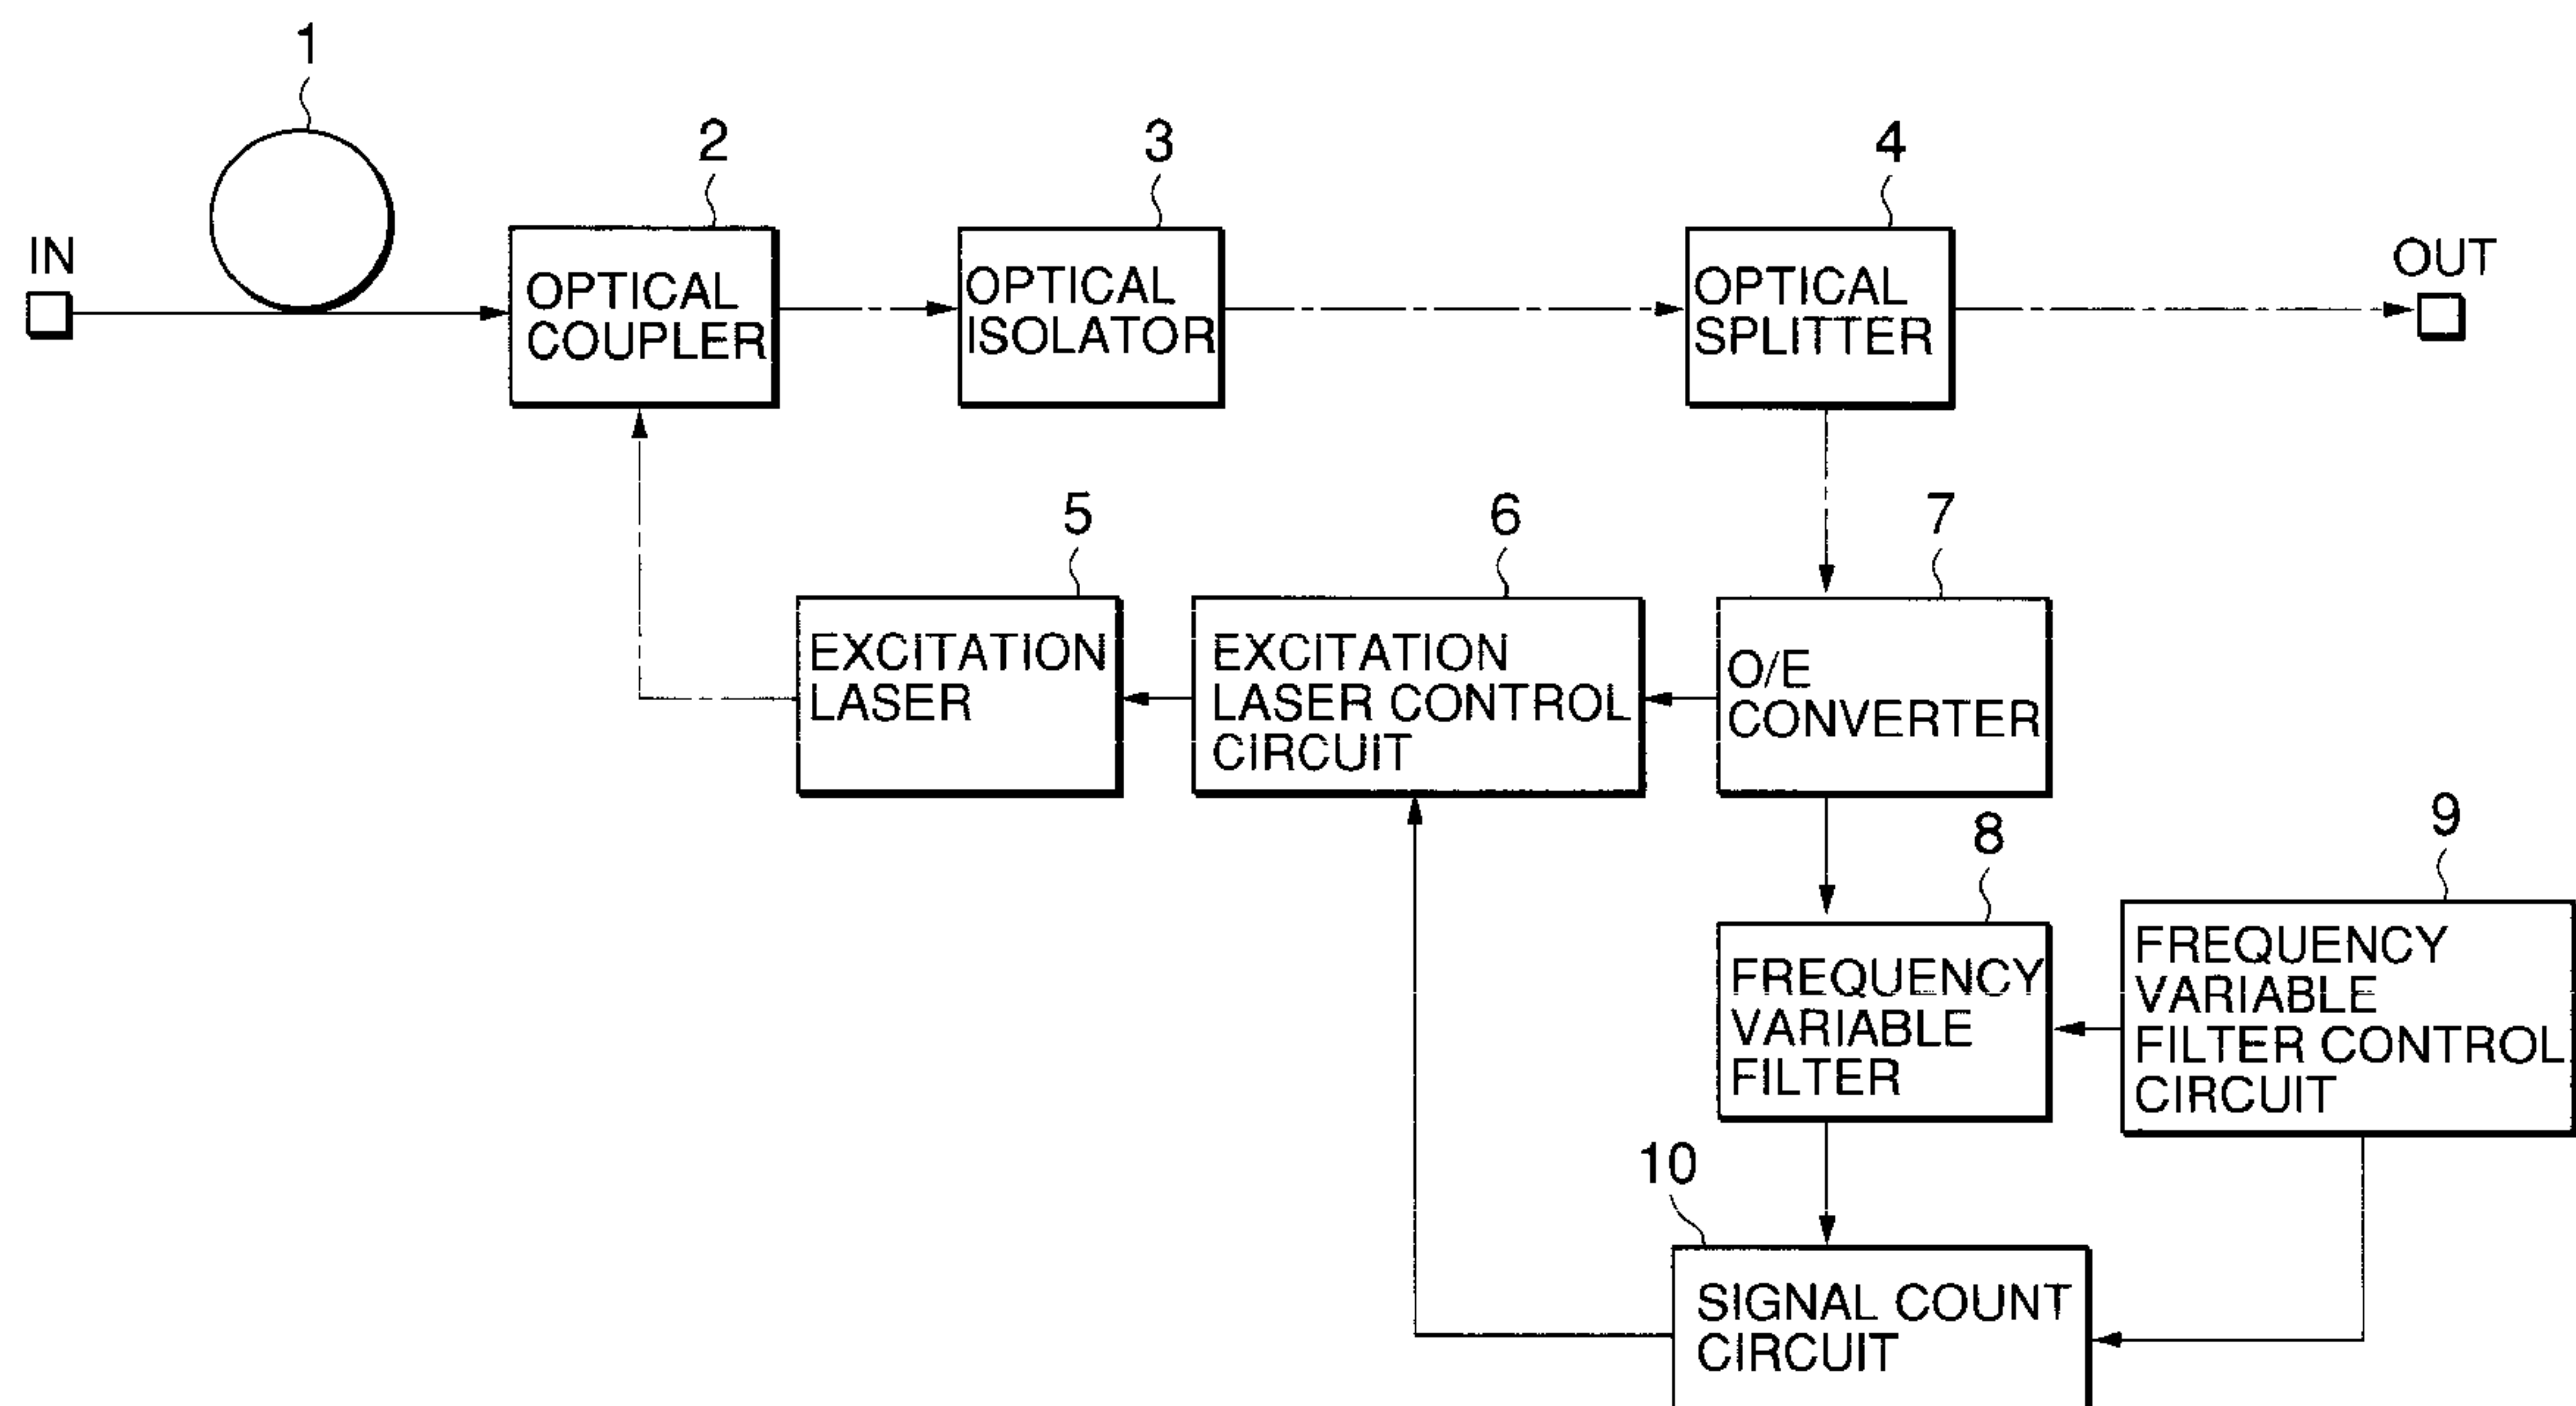 1
2
3
4
IN
OPTICAL
COUPLER
OPTICAL
ISOLATOR
OPTICAL
SPLITTER
OUT
5
6
7
EXCITATION
LASER
EXCITATION
LASER CONTROL
CIRCUIT
O/E
CONVERTER
8
9
FREQUENCY
VARIABLE
FILTER
FREQUENCY
VARIABLE
FILTER CONTROL
CIRCUIT
10
SIGNAL COUNT
CIRCUIT